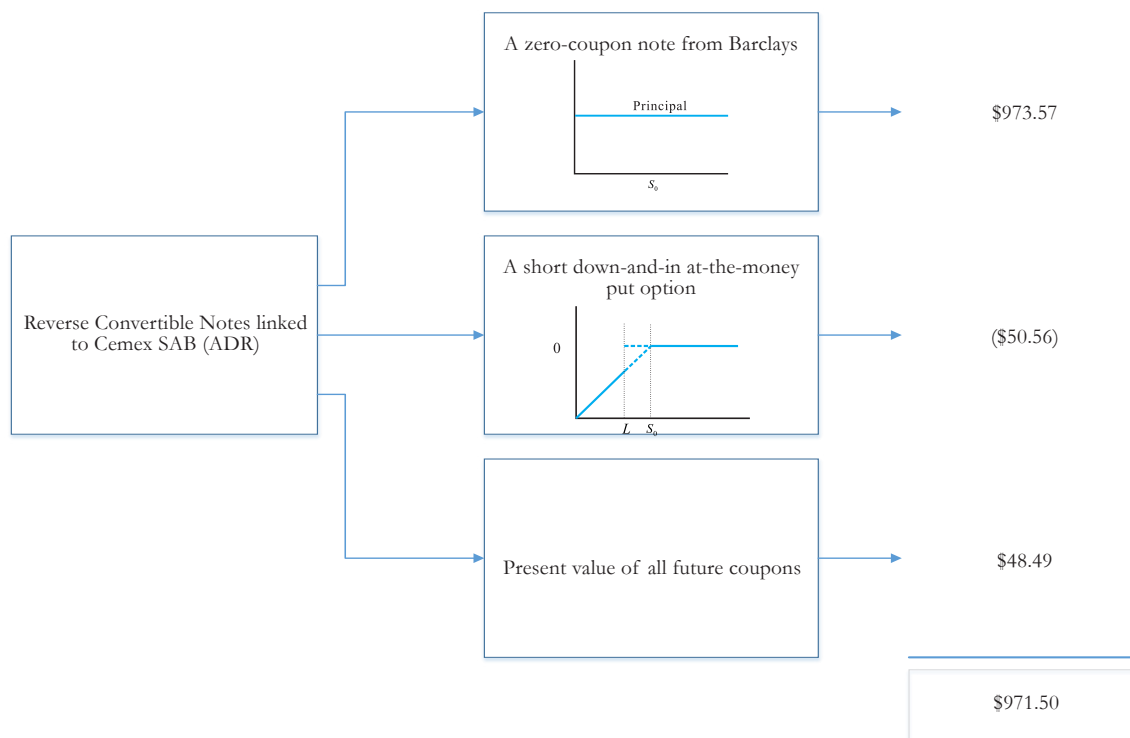 A zero-coupon note from Barclays
Principal
S₀
$973.57
Reverse Convertible Notes linked
to Cemex SAB (ADR)
A short down-and-in at-the-money
put option
0
L S₀
($50.56)
Present value of all future coupons
$48.49
$971.50